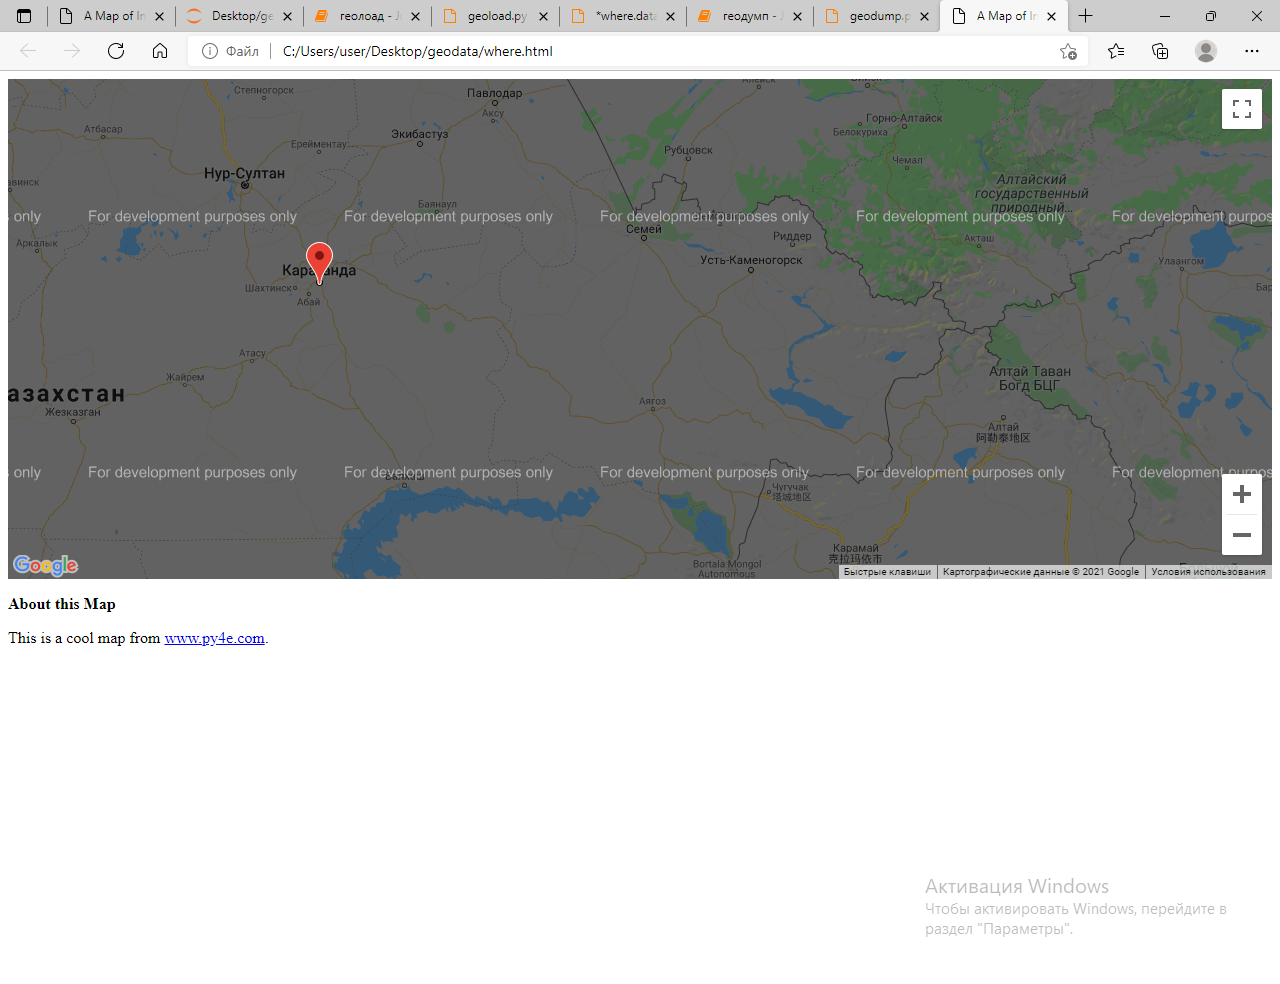 A Map of In
Desktop/ge
геолоад - J
geoload.py
*where.data
геодумп - J
geodump.p
A Map of In
Файл
C:/Users/user/Desktop/geodata/where.html
Степногорск
Павлодар
Аксу
Алейск
Горно-Алтайск
Белокуриха
Атбасар
Экибастуз
Ерейментау
Рубцовск
Чемал
Нур-Султан
Алтайский
государственный
природный...
авинск
Баянаул
s only
For development purposes only
For development purposes only
For development purposes only
For development purposes only
For development purpos
Семей
Риддер
Акташ
Аркалык
Караганда
Усть-Каменогорск
Улаангом
Шахтинск
Абай
Бар
Атасу
Жайрем
Алтай Таван
Богд БЦГ
азахстан
Жезказган
Аягоз
Алтай
阿勒泰地区
s only
For development purposes only
For development purposes only
For development purposes only
For development purposes only
For development purpos
Балхаш
Чугучак
塔城地区
Карамай
克拉玛依市
Bortala Mongol
Autonomous
Google
Быстрые клавиши
Картографические данные © 2021 Google
Условия использования
About this Map
This is a cool map from www.py4e.com.
Активация Windows
Чтобы активировать Windows, перейдите в
раздел "Параметры".